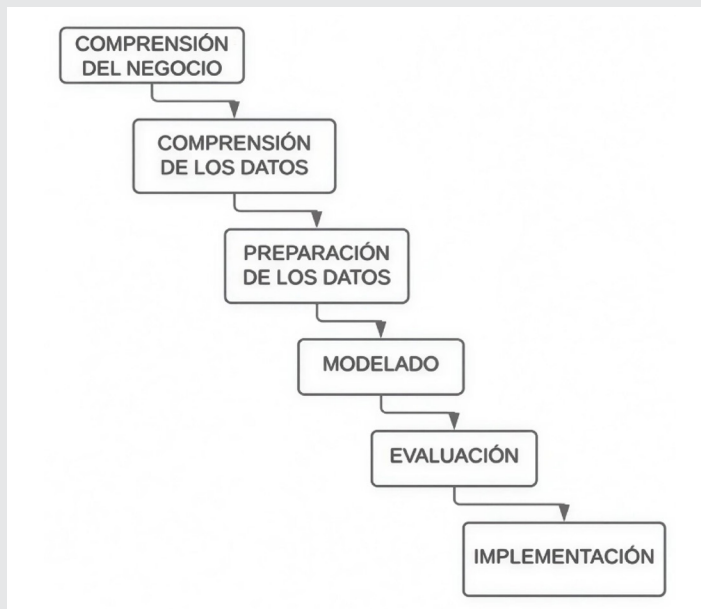 COMPRENSIÓN
DEL NEGOCIO
COMPRENSIÓN
DE LOS DATOS
PREPARACIÓN
DE LOS DATOS
MODELADO
EVALUACIÓN
IMPLEMENTACIÓN